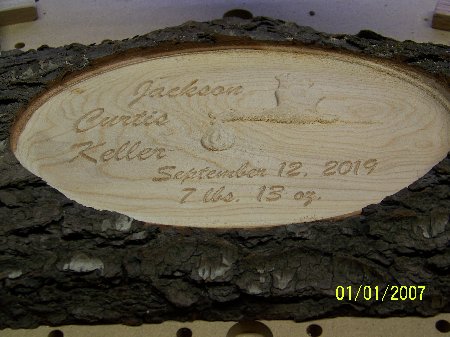 Jackson
Curtis
Keller
September 12, 2019
7 lbs. 13 oz.
01/01/2007